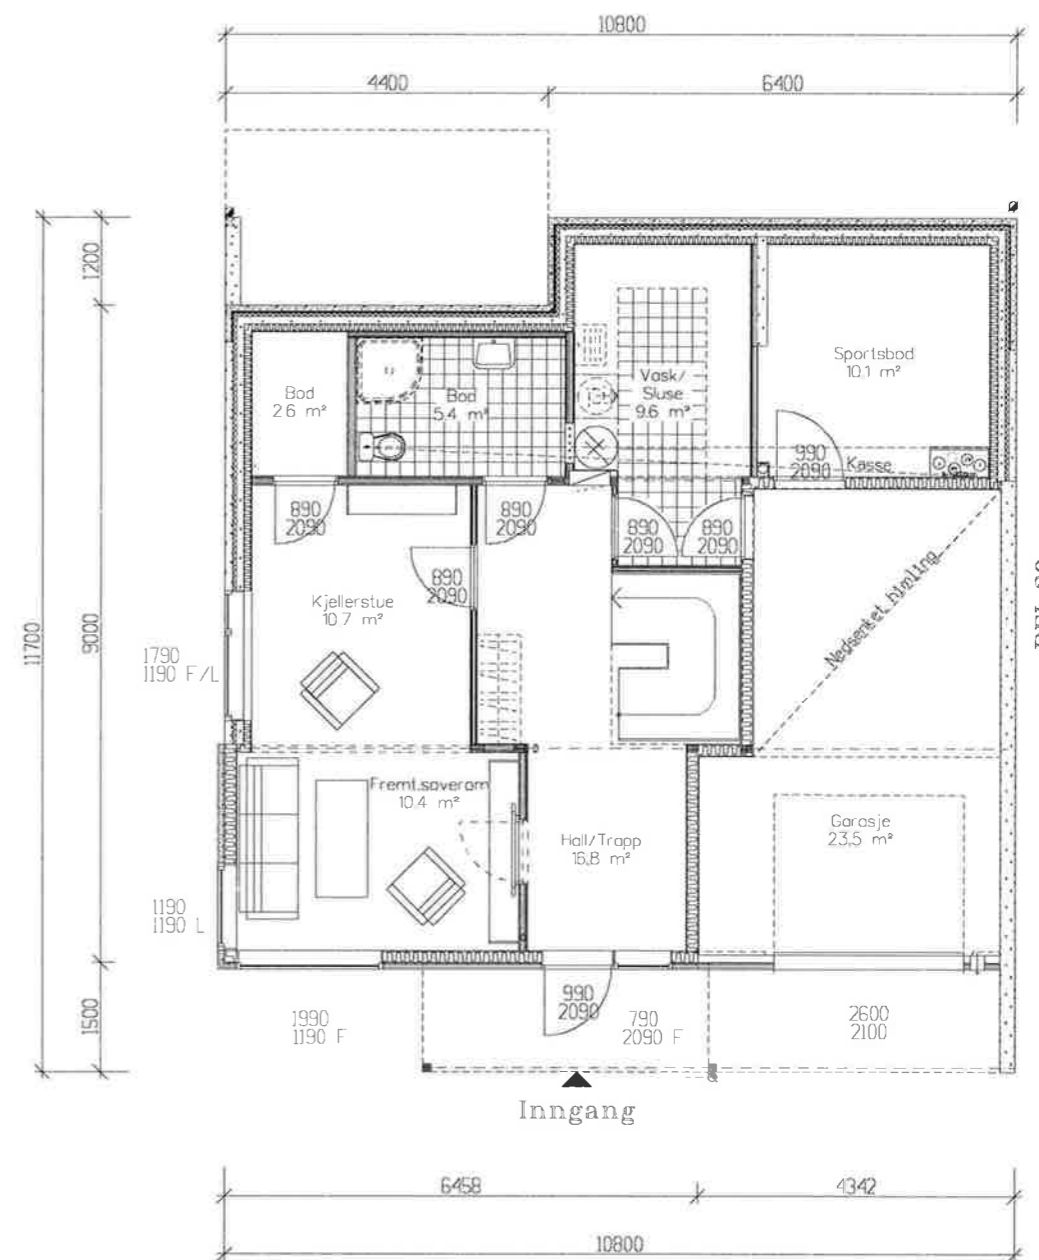 10800
4400
6400
1200
11700
9000
1500
Sportsbod
10.1 m²
Vask/
Sluse
9.6 m²
Bod
2.6 m²
Bad
5.4 m²
990
2090
Kasse
890
2090
890
2090
890
2090
890
2090
890
2090
Nedsenket himling
Kjellerstue
10.7 m²
1790
1190 F/L
Fremt.soverom
10.4 m²
Hall/Trapp
16,8 m²
Garasje
23,5 m²
1190
1190 L
1990
1190 F
990
2090
790
2090 F
2600
2100
Inngang
6458
4342
10800